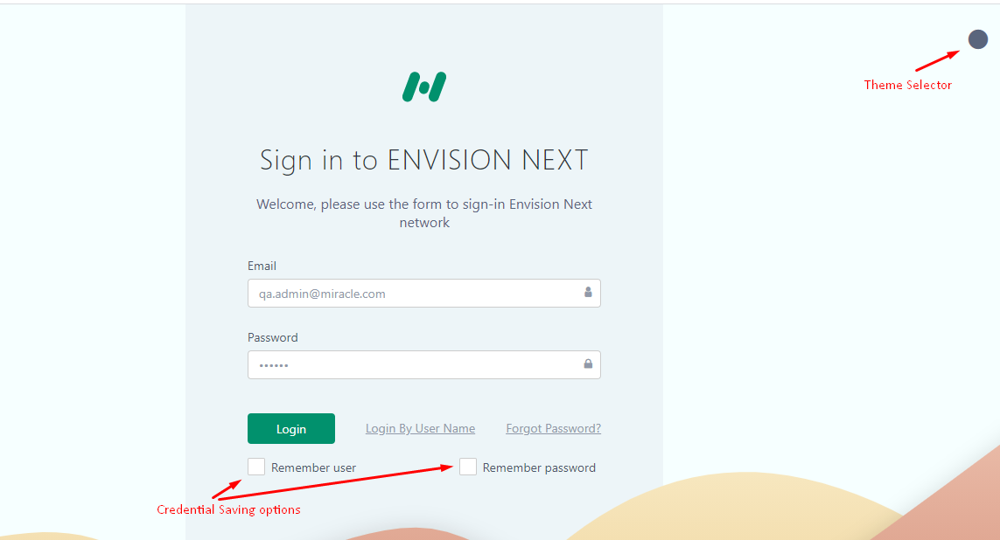 Theme Selector
Sign in to ENVISION NEXT
Welcome, please use the form to sign-in Envision Next
network
Email
qa.admin@miracle.com
Password
••••••
Login Login By User Name Forgot Password?
Remember user Remember password
Credential Saving options